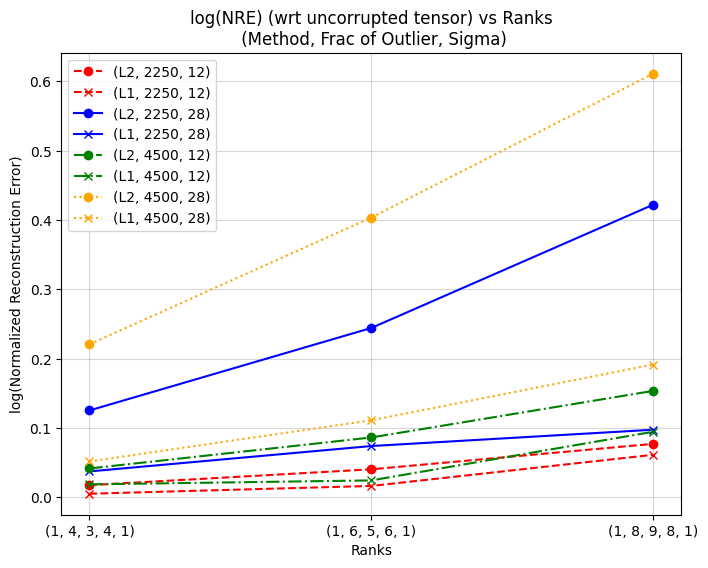 log(NRE) (wrt uncorrupted tensor) vs Ranks
(Method, Frac of Outlier, Sigma)
(L2, 2250, 12)
(L1, 2250, 12)
(L2, 2250, 28)
(L1, 2250, 28)
(L2, 4500, 12)
(L1, 4500, 12)
(L2, 4500, 28)
(L1, 4500, 28)
log(Normalized Reconstruction Error)
0.6
0.5
0.4
0.3
0.2
0.1
0.0
(1, 4, 3, 4, 1)
(1, 6, 5, 6, 1)
(1, 8, 9, 8, 1)
Ranks